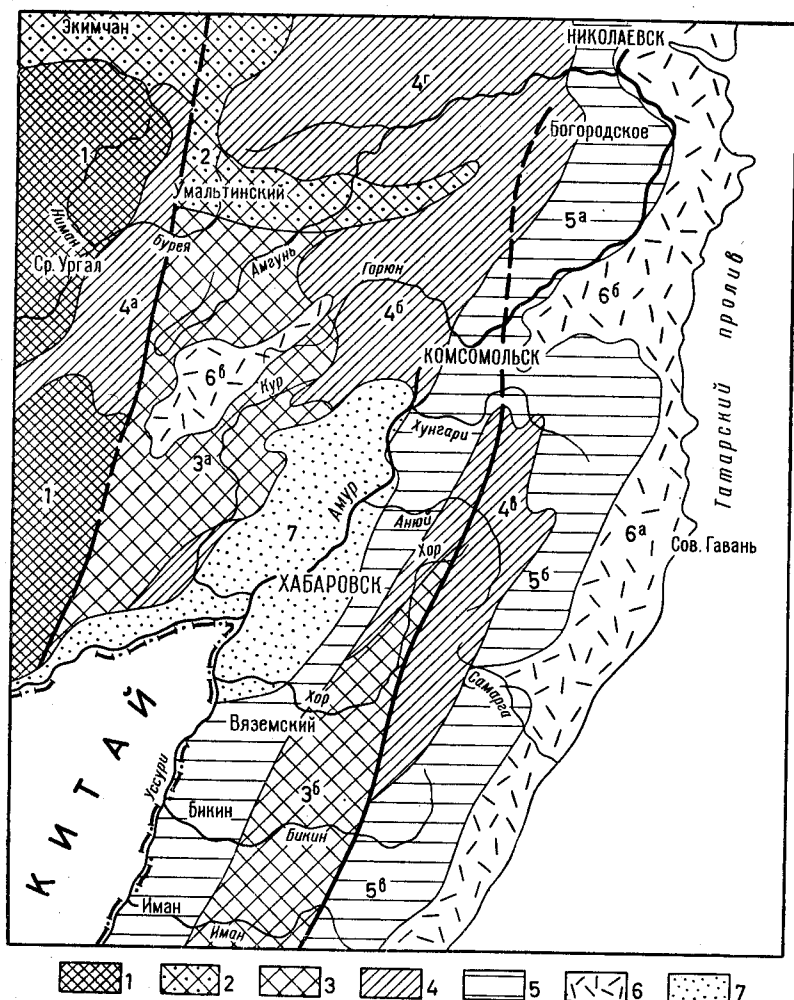 Экимчан
НИКОЛАЕВСК
4г
1
2
Богородское
Умальтинский
Ниман
Бурея
5а
Ср. Ургал
Амгунь
Горюн
4а
4б
6б
Татарский пролив
КОМСОМОЛЬСК
6в
Кур
Хунгари
3а
1
Амур
7
Анюй
4в
Хор
6а
Сов. Гавань
ХАБАРОВСК
5б
Хор
Самарга
Вяземский
КИТАЙ
Уссури
3б
Бикин
Бикин
5в
Иман
Иман
1 2 3 4 5 6 7